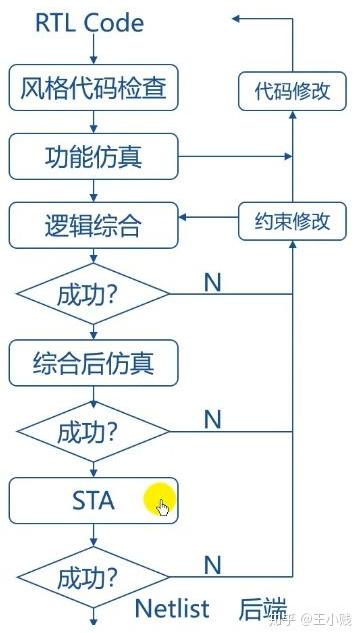 RTL Code
风格代码检查
代码修改
功能仿真
逻辑综合
约束修改
成功?
N
综合后仿真
成功?
N
STA
成功?
N
Netlist 后端
知乎 @王小贱